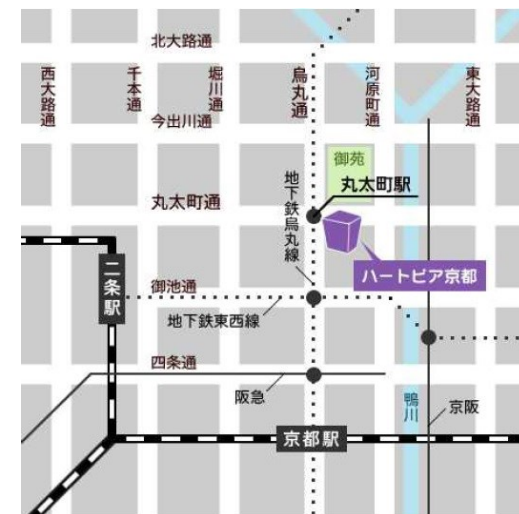 北大路通
西大路通
千本通
堀川通
烏丸通
河原町通
東大路通
今出川通
御苑
丸太町駅
地下鉄烏丸線
丸太町通
ハートピア京都
二条駅
御池通
地下鉄東西線
四条通
阪急
鴨川
京阪
京都駅